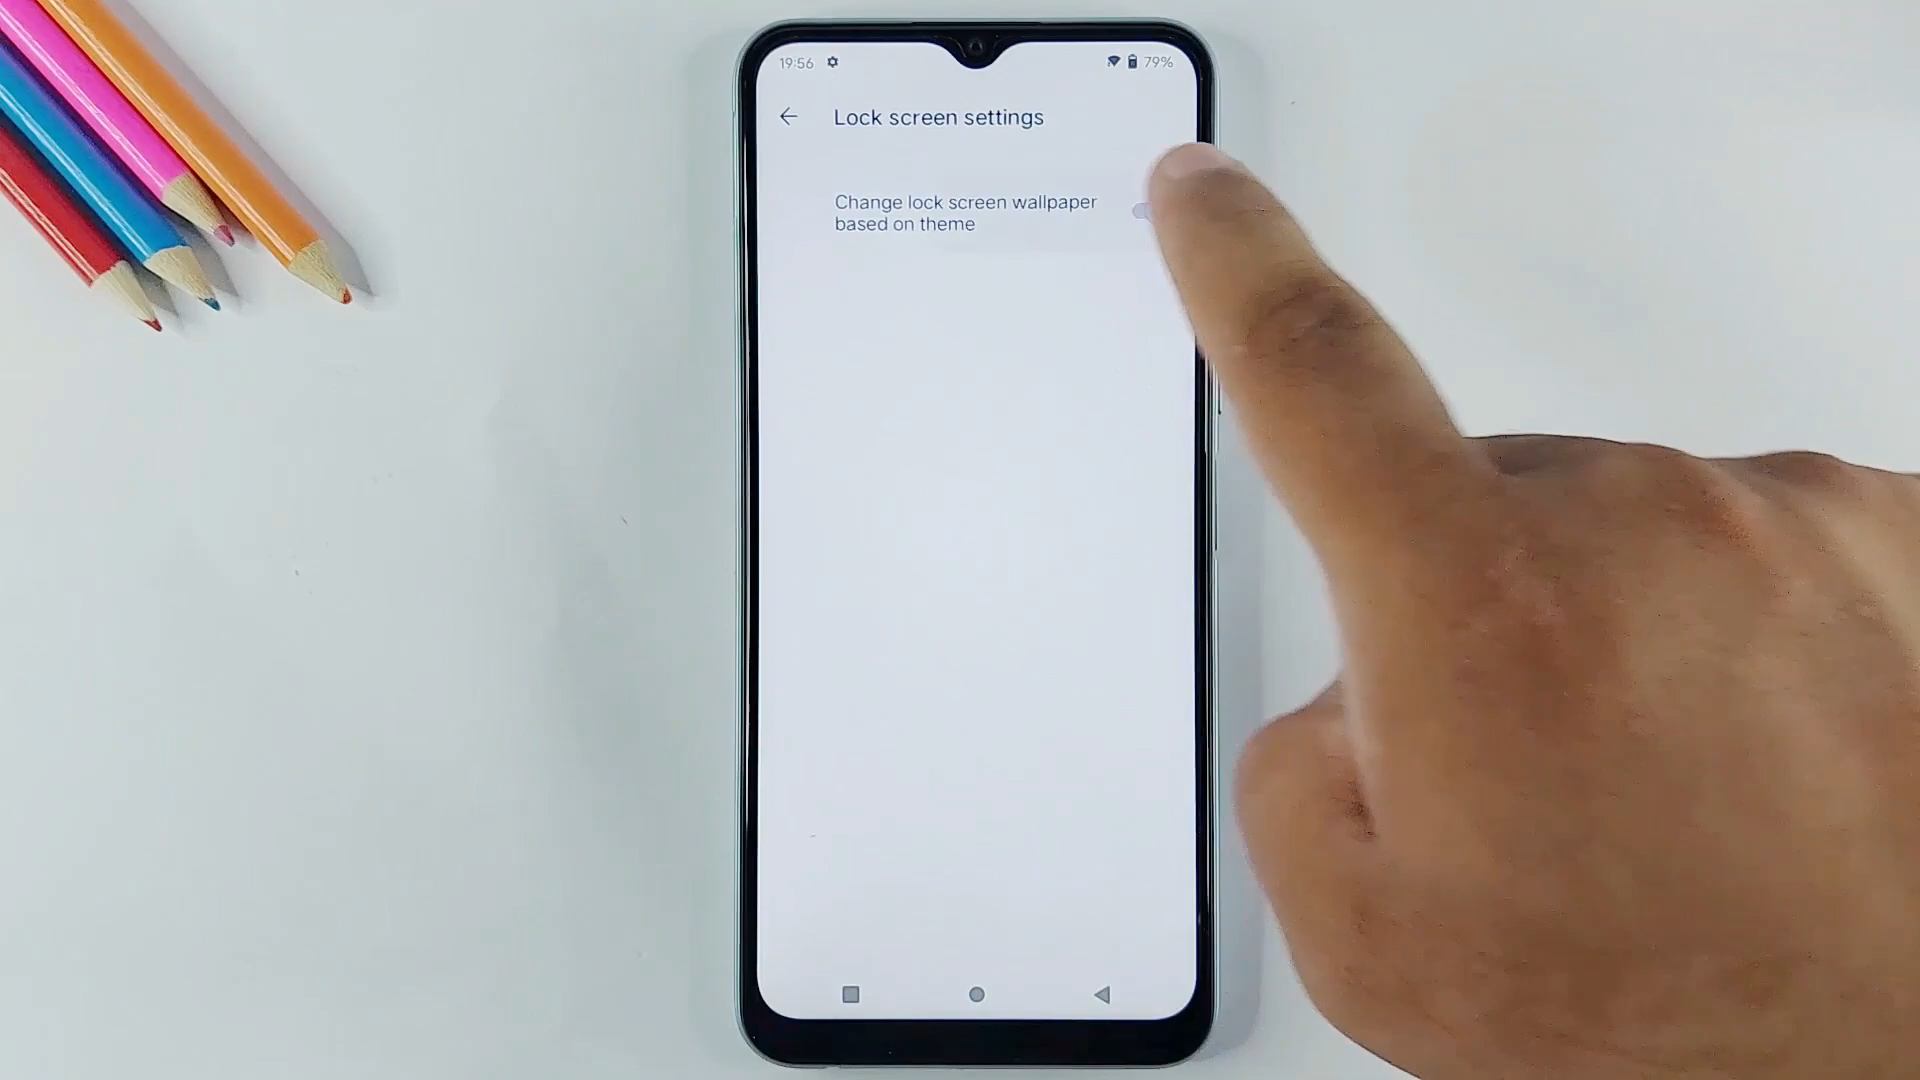 19:56
79%
Lock screen settings
Change lock screen wallpaper
based on theme